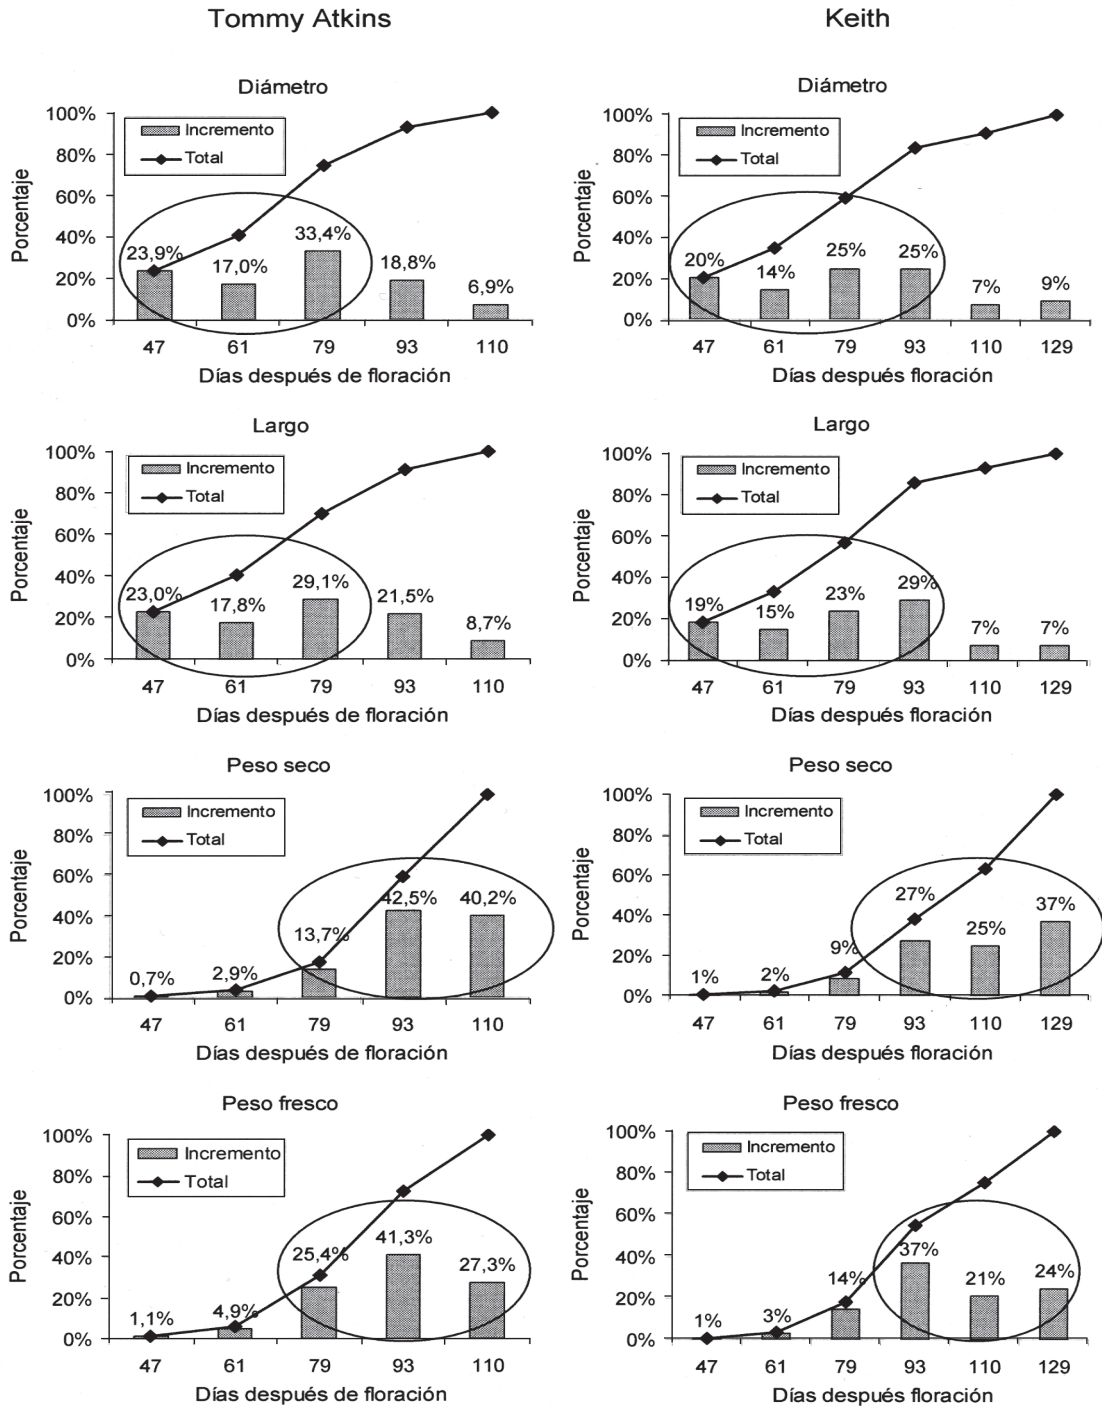 Tommy Atkins
Keith
Diámetro
100%
80%
60%
40%
20%
0%
Porcentaje
Incremento
Total
23,9%
17,0%
33,4%
18,8%
6,9%
47 61 79 93 110
Días después de floración
Diámetro
100%
80%
60%
40%
20%
0%
Porcentaje
Incremento
Total
20%
14%
25%
25%
7%
9%
47 61 79 93 110 129
Días después floración
Largo
100%
80%
60%
40%
20%
0%
Porcentaje
Incremento
Total
23,0%
17,8%
29,1%
21,5%
8,7%
47 61 79 93 110
Días después de floración
Largo
100%
80%
60%
40%
20%
0%
Porcentaje
Incremento
Total
19%
15%
23%
29%
7%
7%
47 61 79 93 110 129
Días después floración
Peso seco
100%
80%
60%
40%
20%
0%
Porcentaje
Incremento
Total
0,7%
2,9%
13,7%
42,5%
40,2%
47 61 79 93 110
Días después de floración
Peso seco
100%
80%
60%
40%
20%
0%
Porcentaje
Incremento
Total
1%
2%
9%
27%
25%
37%
47 61 79 93 110 129
Días después floración
Peso fresco
100%
80%
60%
40%
20%
0%
Porcentaje
Incremento
Total
1,1%
4,9%
25,4%
41,3%
27,3%
47 61 79 93 110
Días después de floración
Peso fresco
100%
80%
60%
40%
20%
0%
Porcentaje
Incremento
Total
1%
3%
14%
37%
21%
24%
47 61 79 93 110 129
Días después floración